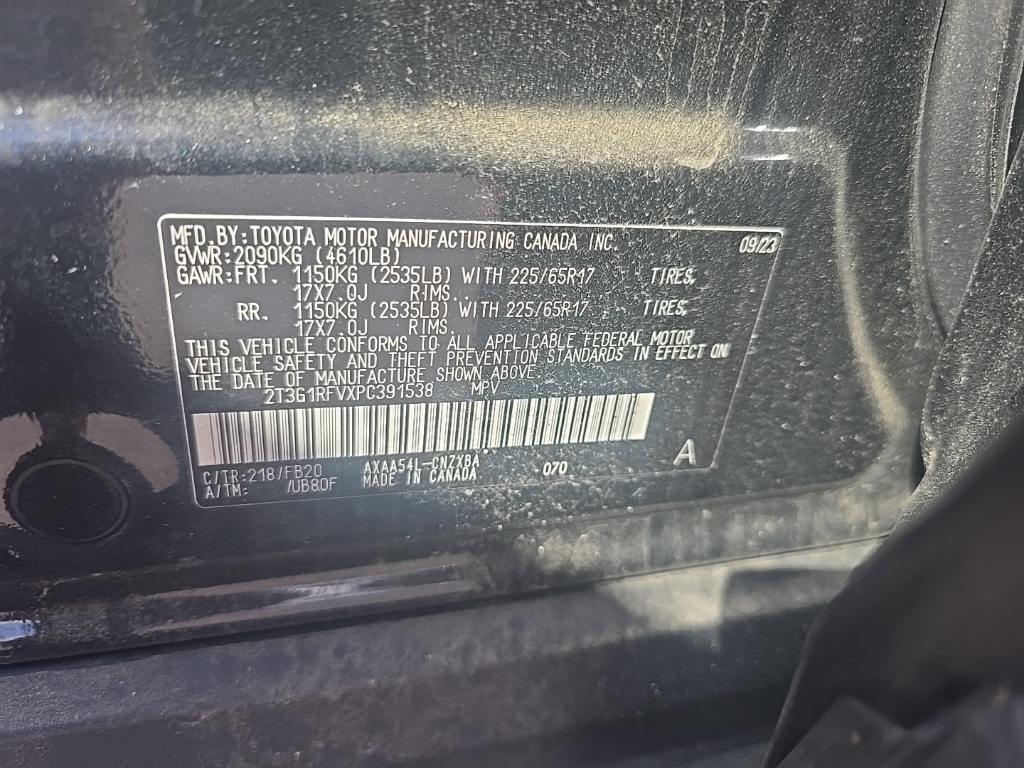 MFD. BY: TOYOTA MOTOR MANUFACTURING CANADA INC. 09/23
GVWR: 2090KG (4610LB)
GAWR: FRT. 1150KG (2535LB) WITH 225/65R17 TIRES,
17X7.0J RIMS.
RR. 1150KG (2535LB) WITH 225/65R17 TIRES,
17X7.0J RIMS.
THIS VEHICLE CONFORMS TO ALL APPLICABLE FEDERAL MOTOR
VEHICLE SAFETY AND THEFT PREVENTION STANDARDS IN EFFECT ON
THE DATE OF MANUFACTURE SHOWN ABOVE.
2T3G1RFVXPC391538 MPV
C/TR: 218/FB20 AXAA54L-CNZXBA 070 A
A/TM: /UB80F MADE IN CANADA